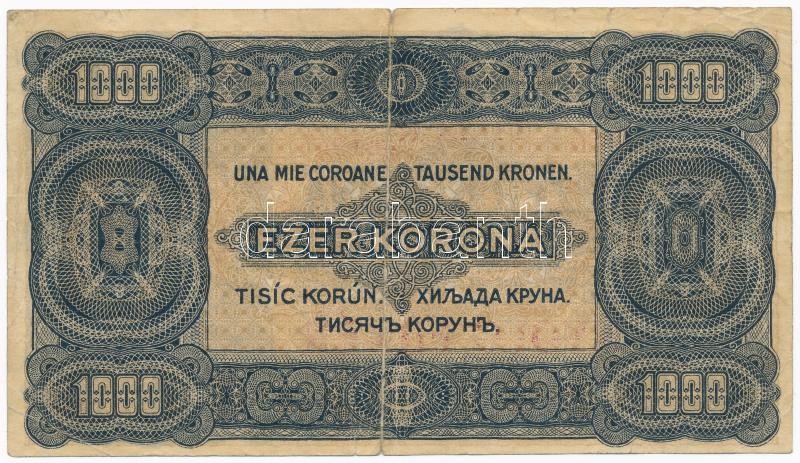 1000 1000
UNA MIE COROANE TAUSEND KRONEN.
EZER KORONA
TISÍC KORÚN. ХИЉАДА КРУНА.
ТИСЯЧЪ КОРУНЪ.
1000 1000